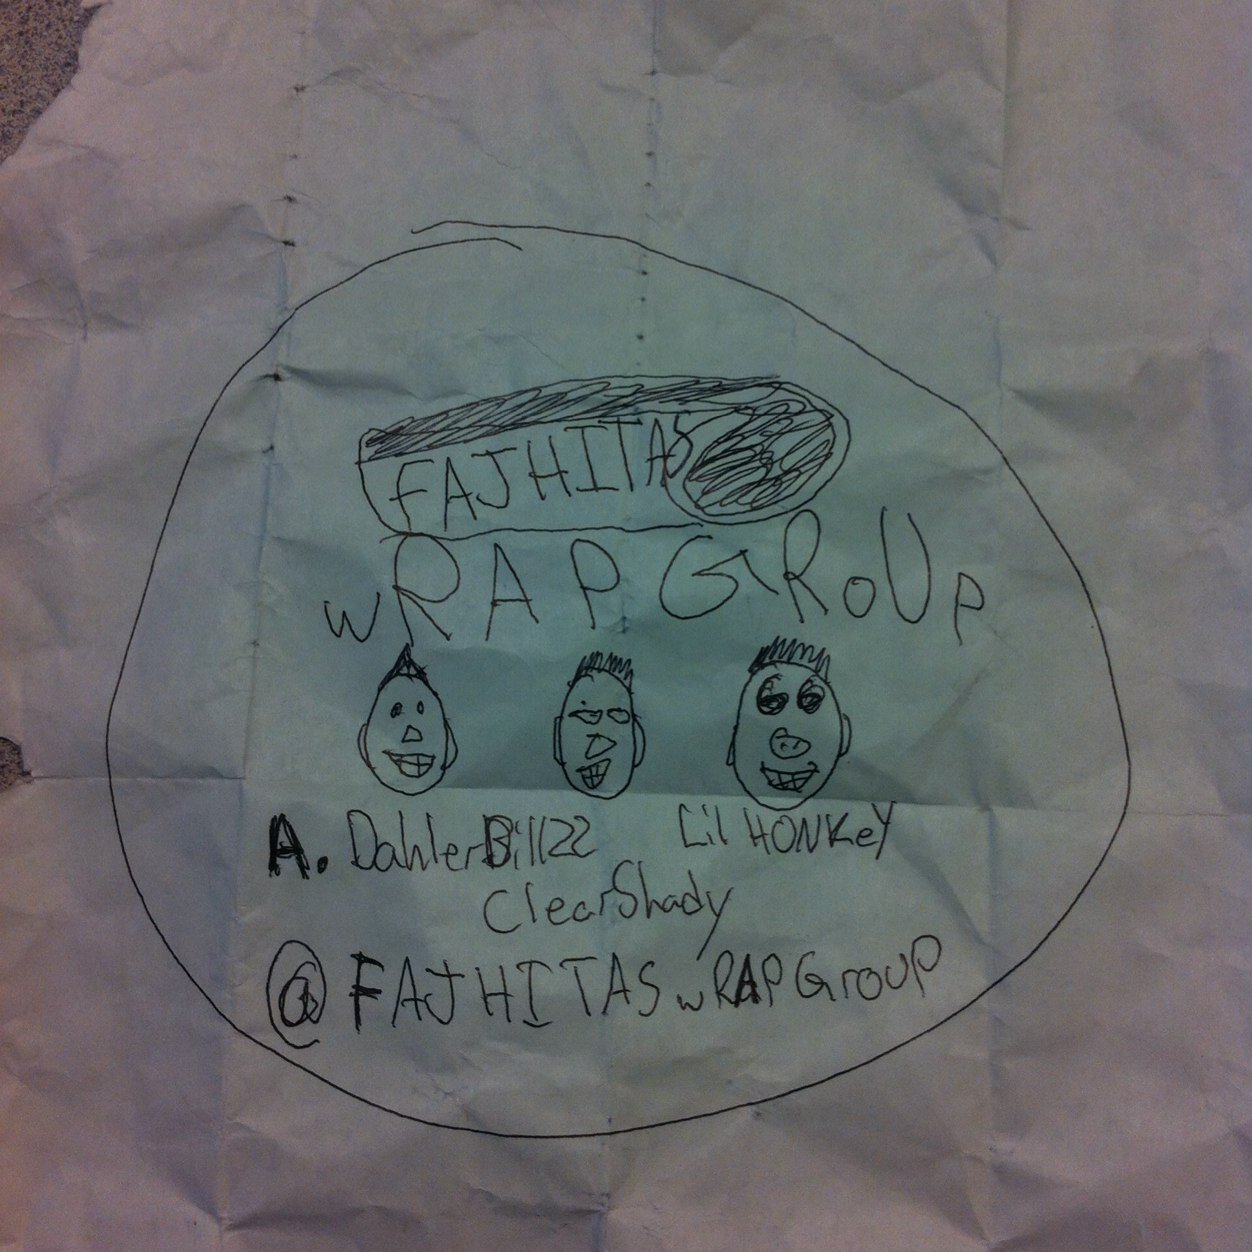 FAJHITAS
wRAP GRoUp
A. DahlerBillzz Lil HONKeY
ClearShady
@FAJHITASwRAPGroUP